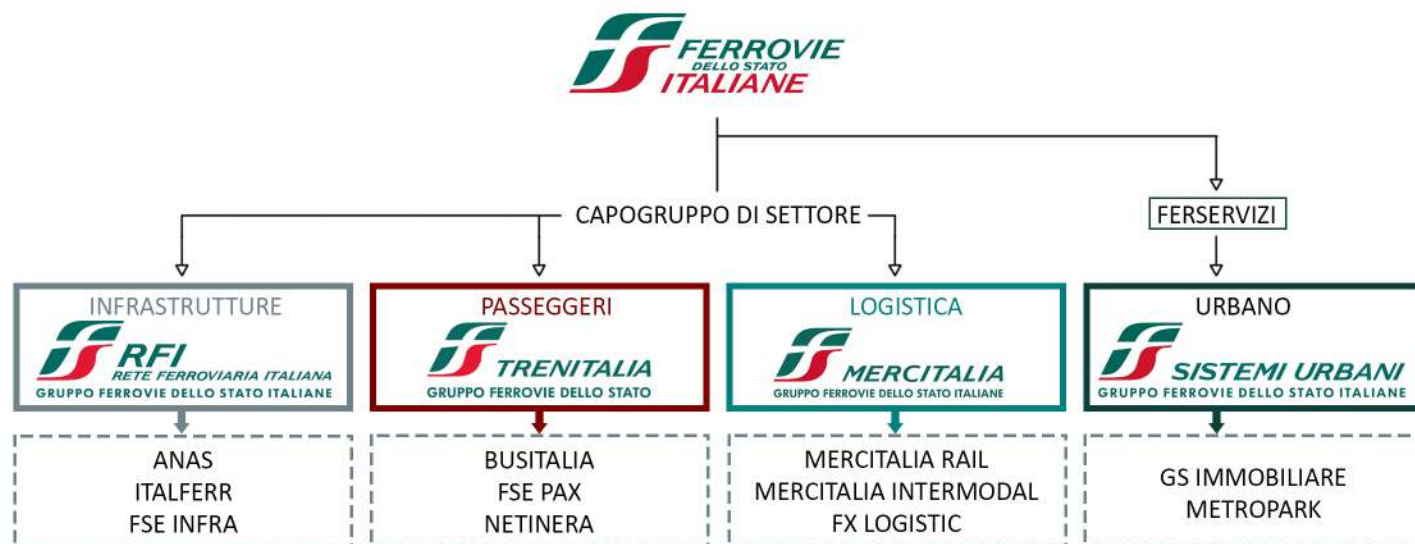 FERROVIE
DELLO STATO
ITALIANE
CAPOGRUPPO DI SETTORE
FERSERVIZI
INFRASTRUTTURE
RFI
RETE FERROVIARIA ITALIANA
GRUPPO FERROVIE DELLO STATO ITALIANE
PASSEGGERI
TRENITALIA
GRUPPO FERROVIE DELLO STATO
LOGISTICA
MERCITALIA
GRUPPO FERROVIE DELLO STATO ITALIANE
URBANO
SISTEMI URBANI
GRUPPO FERROVIE DELLO STATO ITALIANE
ANAS
ITALFERR
FSE INFRA
BUSITALIA
FSE PAX
NETINERA
MERCITALIA RAIL
MERCITALIA INTERMODAL
FX LOGISTIC
GS IMMOBILIARE
METROPARK